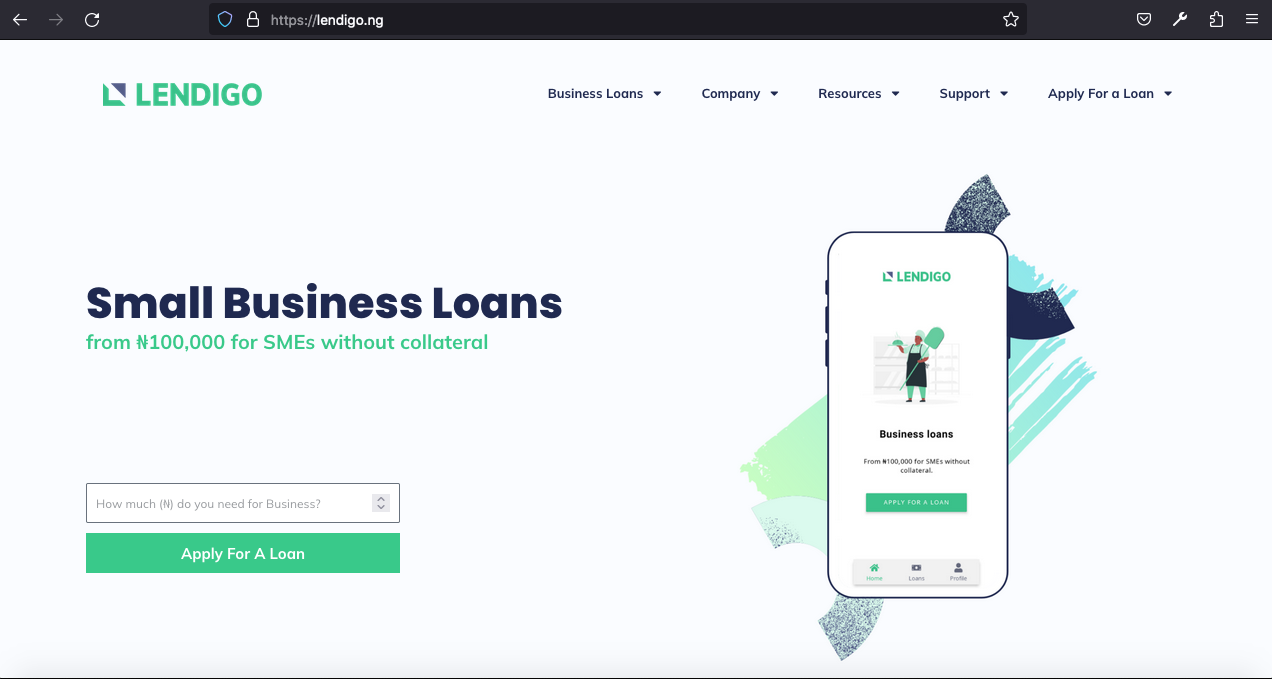 https://lendigo.ng
LENDIGO
Business Loans
Company
Resources
Support
Apply For a Loan
Small Business Loans
from ₦100,000 for SMEs without collateral
How much (₦) do you need for Business?
Apply For A Loan
LENDIGO
Business loans
From ₦100,000 for SMEs without
collateral.
APPLY FOR A LOAN
Home
Loans
Profile